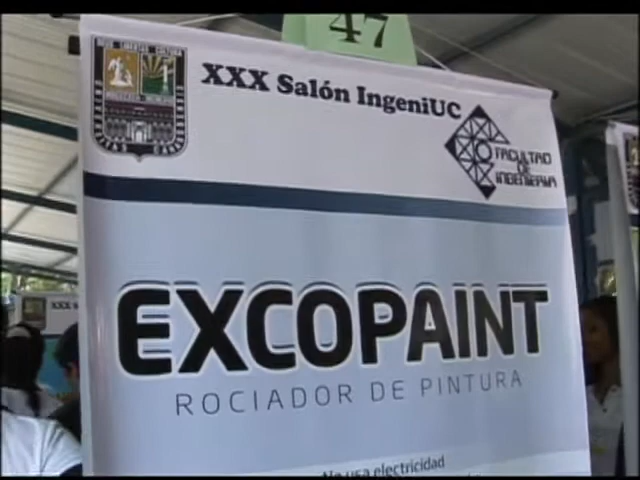 47
XXX Salón IngeniUC
FACULTAD
DE
INGENIERIA
EXCOPAINT
ROCIADOR DE PINTURA
No usa electricidad